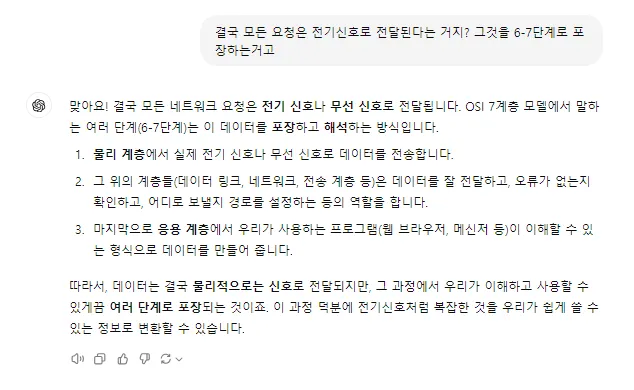 결국 모든 요청은 전기신호로 전달된다는 거지? 그것을 6-7단계로 포
장하는거고
맞아요! 결국 모든 네트워크 요청은 전기 신호나 무선 신호로 전달됩니다. OSI 7계층 모델에서 말하
는 여러 단계(6-7단계)는 이 데이터를 포장하고 해석하는 방식입니다.
1. 물리 계층에서 실제 전기 신호나 무선 신호로 데이터를 전송합니다.
2. 그 위의 계층들(데이터 링크, 네트워크, 전송 계층 등)은 데이터를 잘 전달하고, 오류가 없는지
확인하고, 어디로 보낼지 경로를 설정하는 등의 역할을 합니다.
3. 마지막으로 응용 계층에서 우리가 사용하는 프로그램(웹 브라우저, 메신저 등)이 이해할 수 있
는 형식으로 데이터를 만들어 줍니다.
따라서, 데이터는 결국 물리적으로는 신호로 전달되지만, 그 과정에서 우리가 이해하고 사용할 수
있게끔 여러 단계로 포장되는 것이죠. 이 과정 덕분에 전기신호처럼 복잡한 것을 우리가 쉽게 쓸 수
있는 정보로 변환할 수 있습니다.